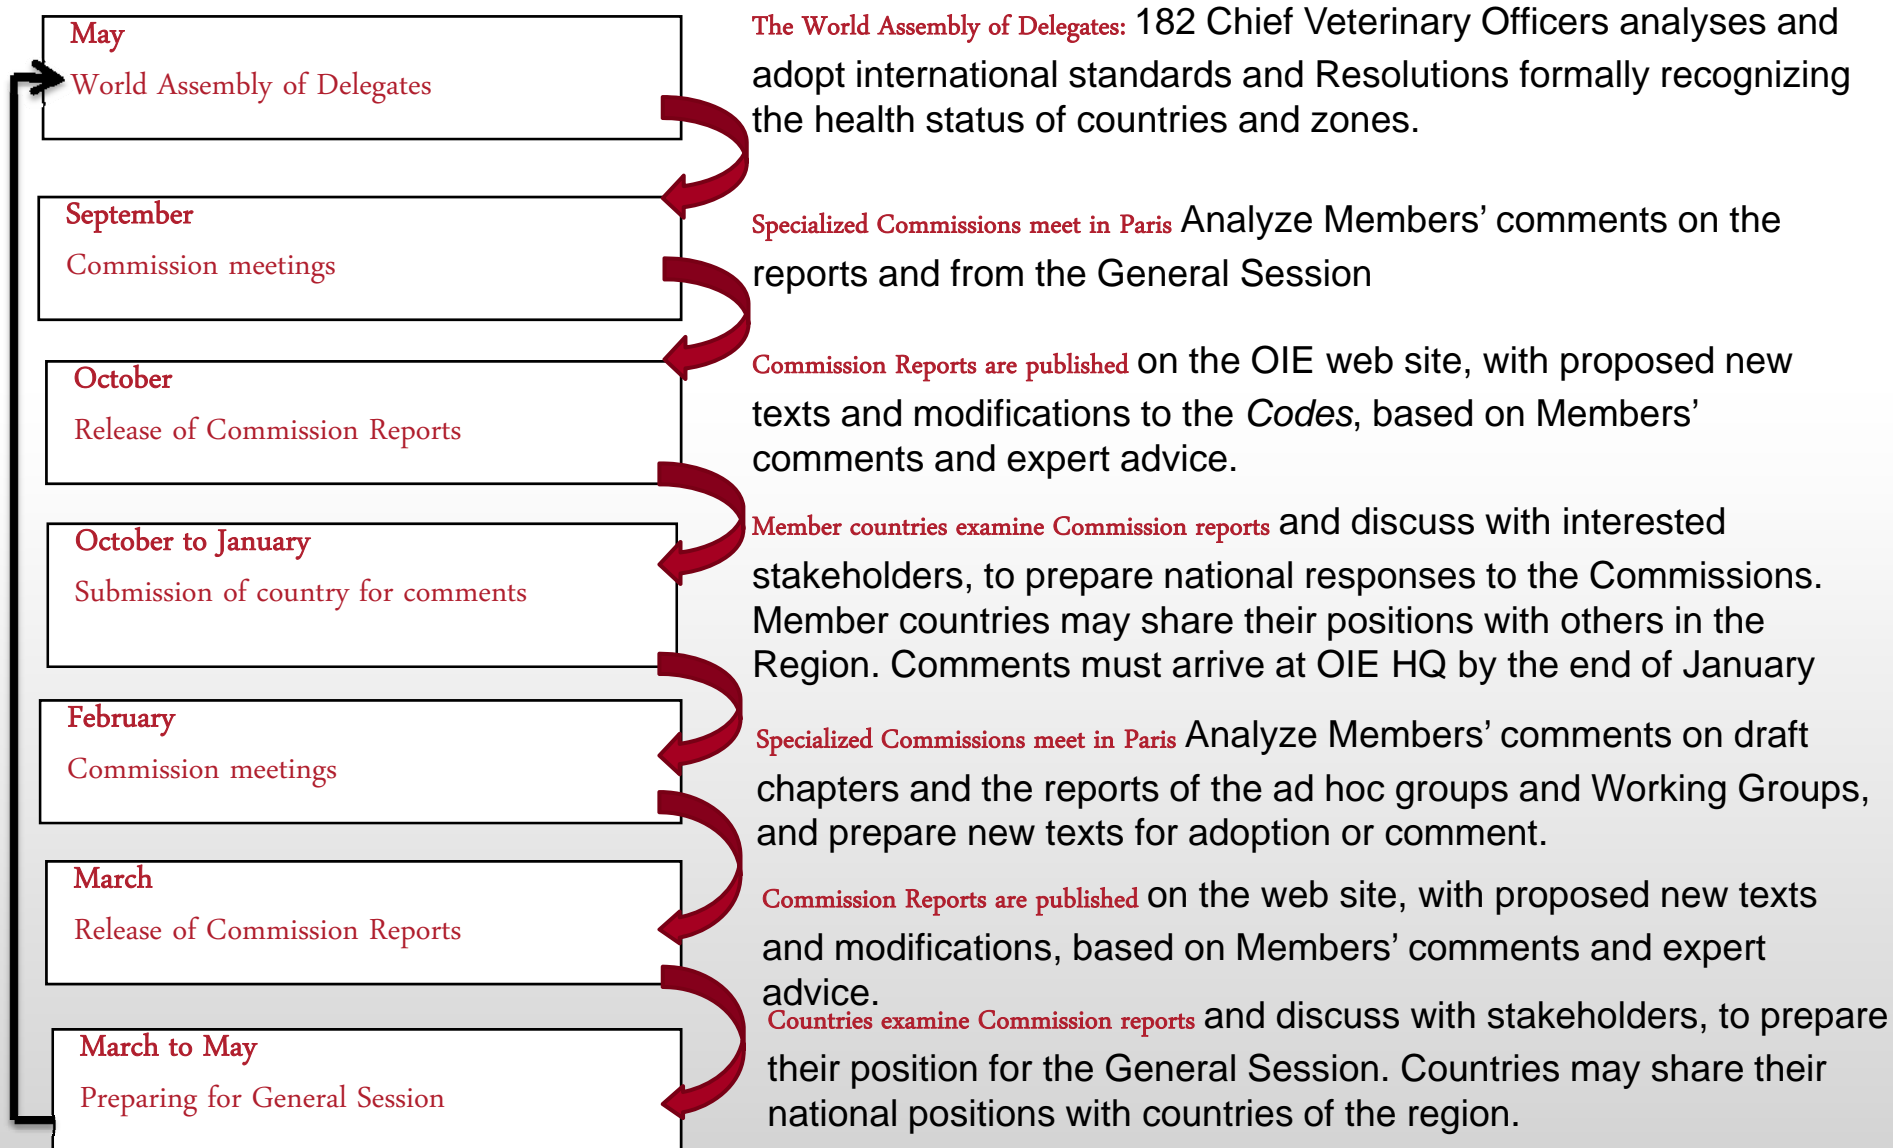 May
World Assembly of Delegates
The World Assembly of Delegates: 182 Chief Veterinary Officers analyses and
adopt international standards and Resolutions formally recognizing
the health status of countries and zones.
September
Commission meetings
Specialized Commissions meet in Paris Analyze Members’ comments on the
reports and from the General Session
October
Release of Commission Reports
Commission Reports are published on the OIE web site, with proposed new
texts and modifications to the Codes, based on Members’
comments and expert advice.
October to January
Submission of country for comments
Member countries examine Commission reports and discuss with interested
stakeholders, to prepare national responses to the Commissions.
Member countries may share their positions with others in the
Region. Comments must arrive at OIE HQ by the end of January
February
Commission meetings
Specialized Commissions meet in Paris Analyze Members’ comments on draft
chapters and the reports of the ad hoc groups and Working Groups,
and prepare new texts for adoption or comment.
March
Release of Commission Reports
Commission Reports are published on the web site, with proposed new texts
and modifications, based on Members’ comments and expert
advice.
March to May
Preparing for General Session
Countries examine Commission reports and discuss with stakeholders, to prepare
their position for the General Session. Countries may share their
national positions with countries of the region.